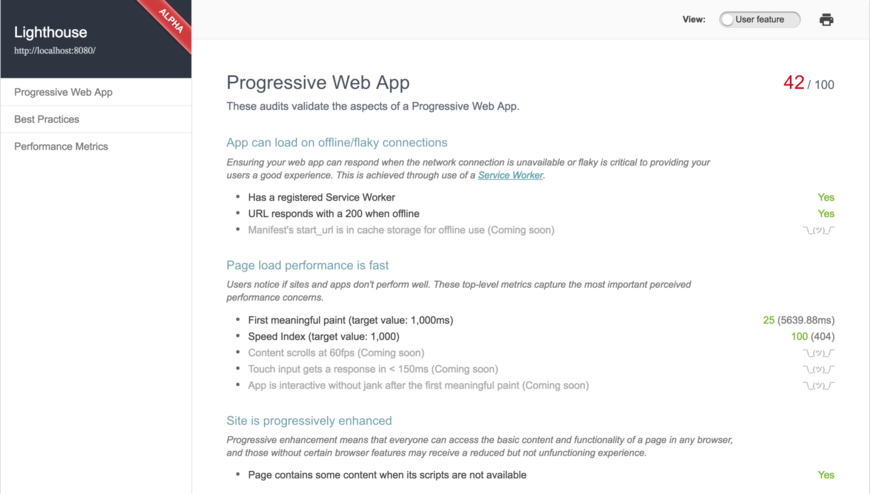 Lighthouse
http://localhost:8080/
ALPHA
View:
User feature
Progressive Web App
Best Practices
Performance Metrics
Progressive Web App
42 / 100
These audits validate the aspects of a Progressive Web App.
App can load on offline/flaky connections
Ensuring your web app can respond when the network connection is unavailable or flaky is critical to providing your
users a good experience. This is achieved through use of a Service Worker.
• Has a registered Service Worker Yes
• URL responds with a 200 when offline Yes
• Manifest's start_url is in cache storage for offline use (Coming soon) ¯\_(ツ)_/¯
Page load performance is fast
Users notice if sites and apps don't perform well. These top-level metrics capture the most important perceived
performance concerns.
• First meaningful paint (target value: 1,000ms) 25 (5639.88ms)
• Speed Index (target value: 1,000) 100 (404)
• Content scrolls at 60fps (Coming soon) ¯\_(ツ)_/¯
• Touch input gets a response in < 150ms (Coming soon) ¯\_(ツ)_/¯
• App is interactive without jank after the first meaningful paint (Coming soon) ¯\_(ツ)_/¯
Site is progressively enhanced
Progressive enhancement means that everyone can access the basic content and functionality of a page in any browser,
and those without certain browser features may receive a reduced but not unfunctioning experience.
• Page contains some content when its scripts are not available Yes